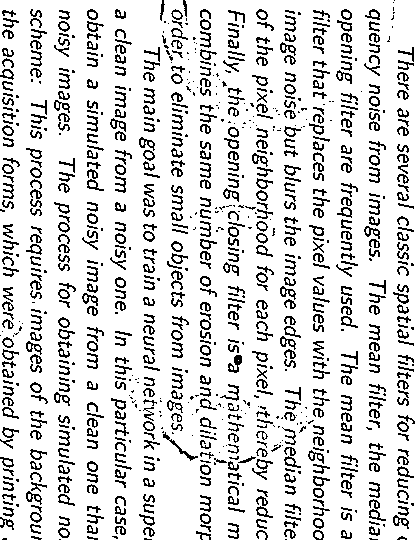 There are several classic spatial filters for reducing
quency noise from images. The mean filter, the media
opening filter are frequently used. The mean filter is a
filter that replaces the pixel values with the neighborhoo
image noise but blurs the image edges. The median filte
of the pixel neighborhood for each pixel, thereby reduc
Finally, the opening closing filter is a mathematical m
combines the same number of erosion and dilation morp
order to eliminate small objects from images.
The main goal was to train a neural network in a super
a clean image from a noisy one. In this particular case,
obtain a simulated noisy image from a clean one tha
noisy images. The process for obtaining simulated no
scheme: This process requires images of the backgroun
the acquisition forms, which were obtained by printing